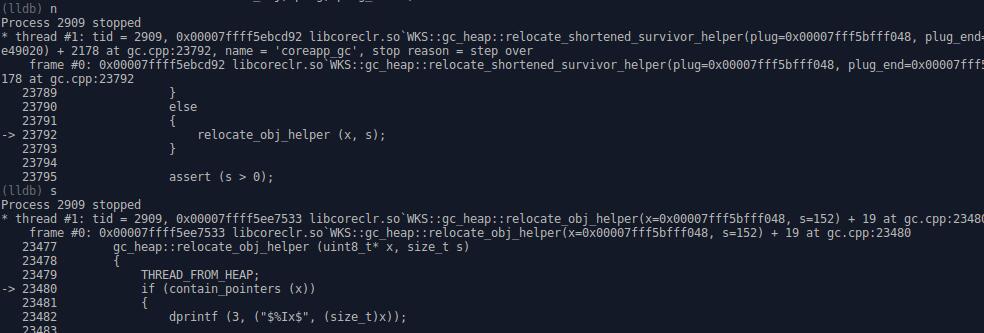 (lldb) n
Process 2909 stopped
* thread #1: tid = 2909, 0x00007ffff5ebcd92 libcoreclr.so`WKS::gc_heap::relocate_shortened_survivor_helper(plug=0x00007fff5bfff048, plug_end=
e49020) + 2178 at gc.cpp:23792, name = 'coreapp_gc', stop reason = step over
    frame #0: 0x00007ffff5ebcd92 libcoreclr.so`WKS::gc_heap::relocate_shortened_survivor_helper(plug=0x00007fff5bfff048, plug_end=0x00007fff5
178 at gc.cpp:23792
   23789                }
   23790                else
   23791                {
-> 23792                    relocate_obj_helper (x, s);
   23793                }
   23794
   23795                assert (s > 0);
(lldb) s
Process 2909 stopped
* thread #1: tid = 2909, 0x00007ffff5ee7533 libcoreclr.so`WKS::gc_heap::relocate_obj_helper(x=0x00007fff5bfff048, s=152) + 19 at gc.cpp:23480
    frame #0: 0x00007ffff5ee7533 libcoreclr.so`WKS::gc_heap::relocate_obj_helper(x=0x00007fff5bfff048, s=152) + 19 at gc.cpp:23480
   23477        gc_heap::relocate_obj_helper (uint8_t* x, size_t s)
   23478        {
   23479            THREAD_FROM_HEAP;
-> 23480            if (contain_pointers (x))
   23481            {
   23482                dprintf (3, ("$%Ix$", (size_t)x));
   23483